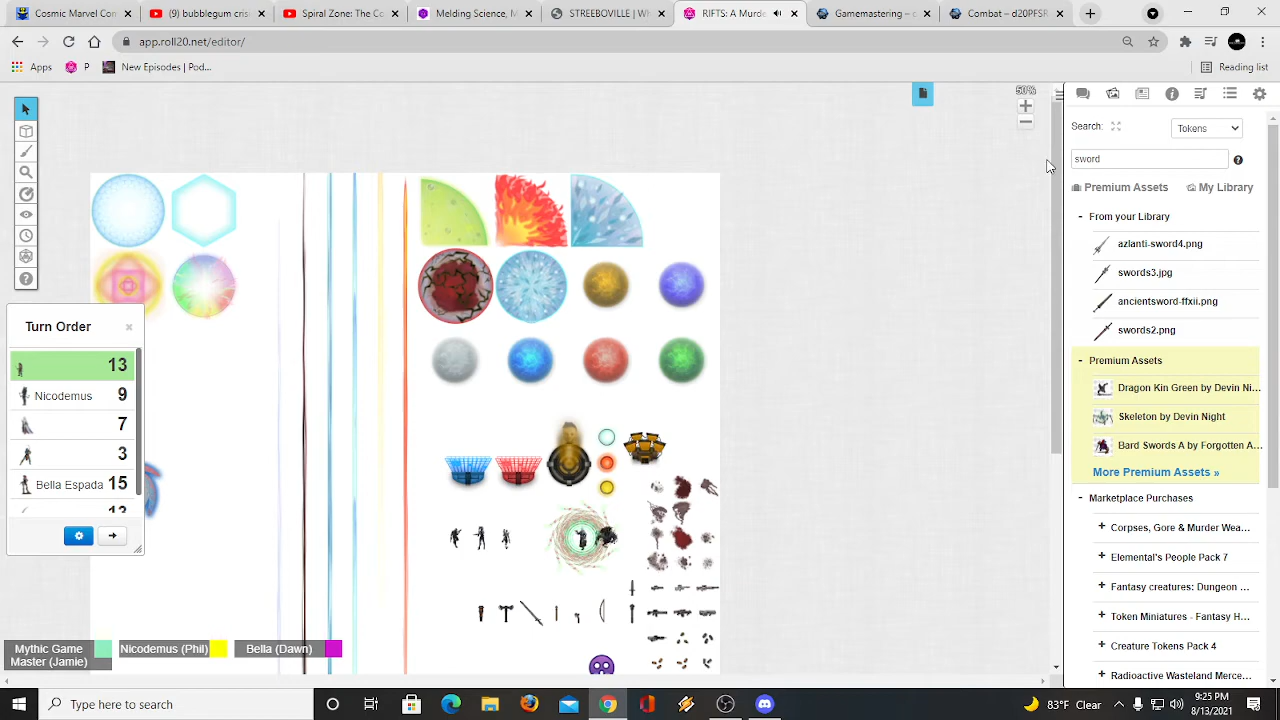 Cosmic Marvel Cor
(9) bubblegum cris
Spiral Zone: The Co
Melding Science, M
STREEBOVILLE | Wh
RIFTS: A Murde
Gamemastering – d
Combat – d20PFSR
app.roll20.net/editor/
Apps
P
New Episodes | Pod...
Reading list
50%
Search:
Tokens
sword
Premium Assets
My Library
- From your Library
azlanti-sword4.png
swords3.jpg
ancientsword-ffxii.jpg
swords2.png
- Premium Assets
Dragon Kin Green by Devin Ni...
Skeleton by Devin Night
Bard Swords A by Forgotten A...
More Premium Assets »
- Marketplace Purchases
+ Corpses, Gore & Murder Wea...
+ Elemental's People Pack 7
+ Fantasy creatures: Dungeon ...
+ Token Miniatures - Fantasy H...
+ Creature Tokens Pack 4
+ Radioactive Wasteland Merce...
Turn Order
13
Nicodemus 9
7
3
Bella Espala 15
13
Mythic Game
Master (Jamie)
Nicodemus (Phil)
Bella (Dawn)
Type here to search
83°F Clear
9:25 PM
8/13/2021